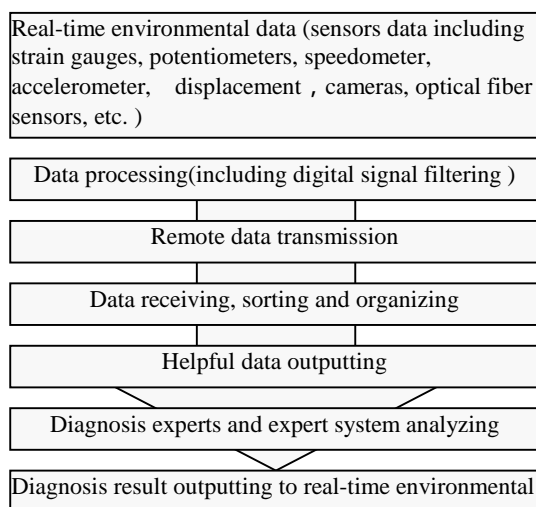 Real-time environmental data (sensors data including
strain gauges, potentiometers, speedometer,
accelerometer, displacement , cameras, optical fiber
sensors, etc. )
Data processing(including digital signal filtering )
Remote data transmission
Data receiving, sorting and organizing
Helpful data outputting
Diagnosis experts and expert system analyzing
Diagnosis result outputting to real-time environmental